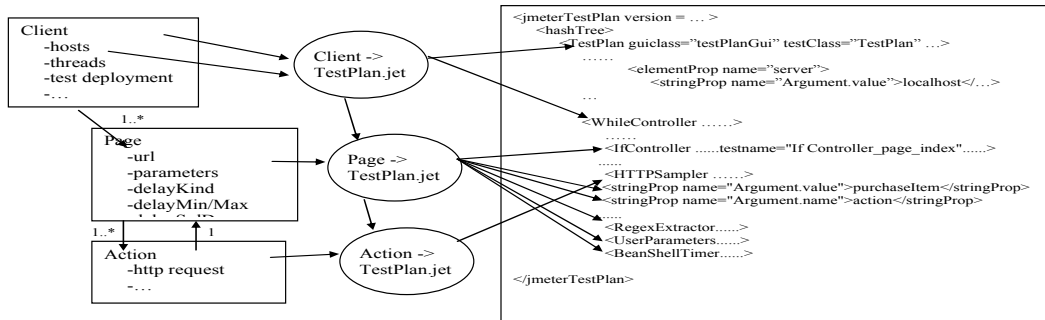 Client
-hosts
-threads
-test deployment
-…
1..*
Page
-url
-parameters
-delayKind
-delayMin/Max
1..*
1
Action
-http request
-…
Client ->
TestPlan.jet
Page ->
TestPlan.jet
Action ->
TestPlan.jet
<jmeterTestPlan version = … >
<hashTree>
<TestPlan guiclass="testPlanGui" testClass="TestPlan" …>
……
<elementProp name="server">
<stringProp name="Argument.value">localhost</…>
…
<WhileController ……>
……
<IfController ......testname="If Controller_page_index"......>
......
<HTTPSampler ......>
<stringProp name="Argument.value">purchaseItem</stringProp>
<stringProp name="Argument.name">action</stringProp>
.....
<RegexExtractor......>
<UserParameters......>
<BeanShellTimer......>
</jmeterTestPlan>